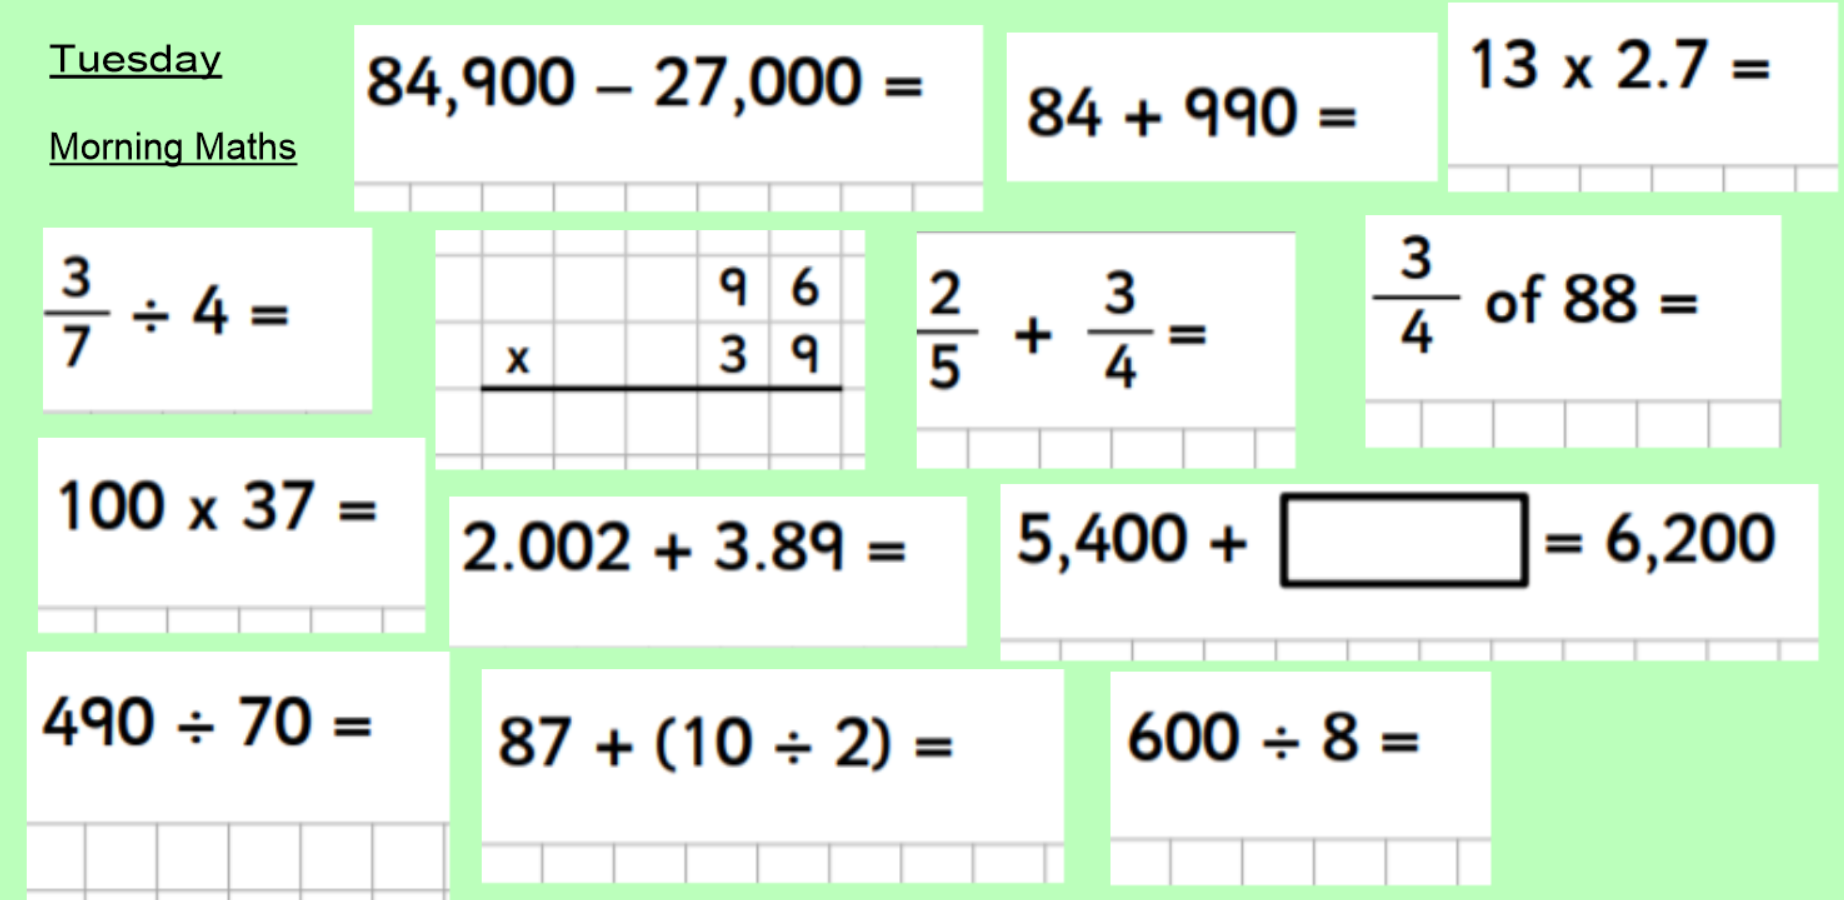 Tuesday
Morning Maths
84,900 – 27,000 =
84 + 990 =
13 x 2.7 =
3
7
÷ 4 =
9 6
x 3 9
2
5
+
3
4
=
3
4
of 88 =
100 x 37 =
2.002 + 3.89 =
5,400 + = 6,200
490 ÷ 70 =
87 + (10 ÷ 2) =
600 ÷ 8 =